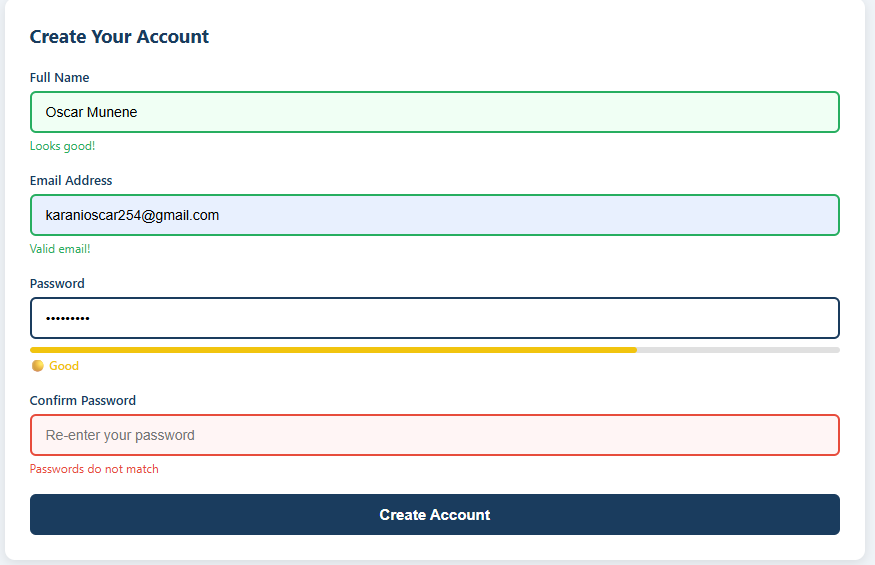 Create Your Account
Full Name
Oscar Munene
Looks good!
Email Address
karanioscar254@gmail.com
Valid email!
Password
•••••••••
Good
Confirm Password
Re-enter your password
Passwords do not match
Create Account